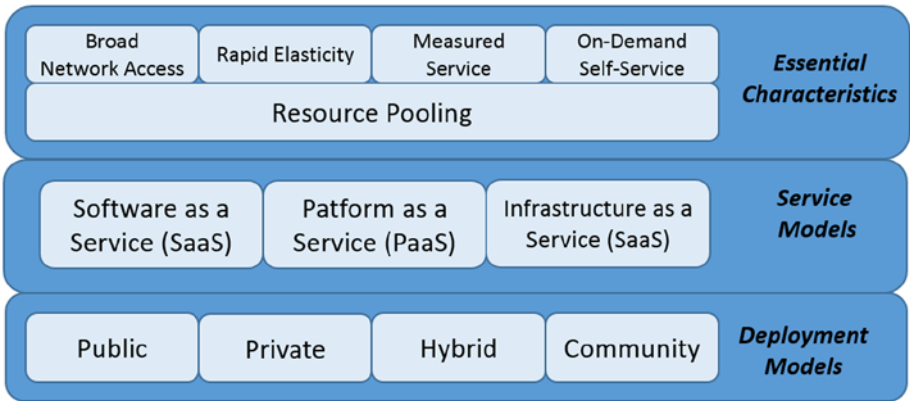 Broad
Network Access
Rapid Elasticity
Measured
Service
On-Demand
Self-Service
Resource Pooling
Essential
Characteristics
Software as a
Service (SaaS)
Patform as a
Service (PaaS)
Infrastructure as a
Service (SaaS)
Service
Models
Public
Private
Hybrid
Community
Deployment
Models